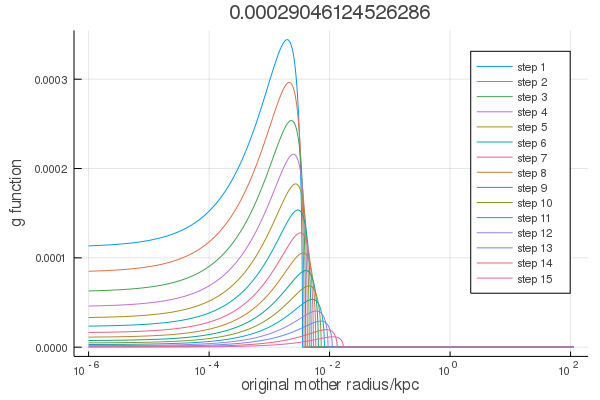 0.00029046124526286
g function
0.0003
0.0002
0.0001
0.0000
10⁻⁶ 10⁻⁴ 10⁻² 10⁰ 10²
original mother radius/kpc
step 1
step 2
step 3
step 4
step 5
step 6
step 7
step 8
step 9
step 10
step 11
step 12
step 13
step 14
step 15